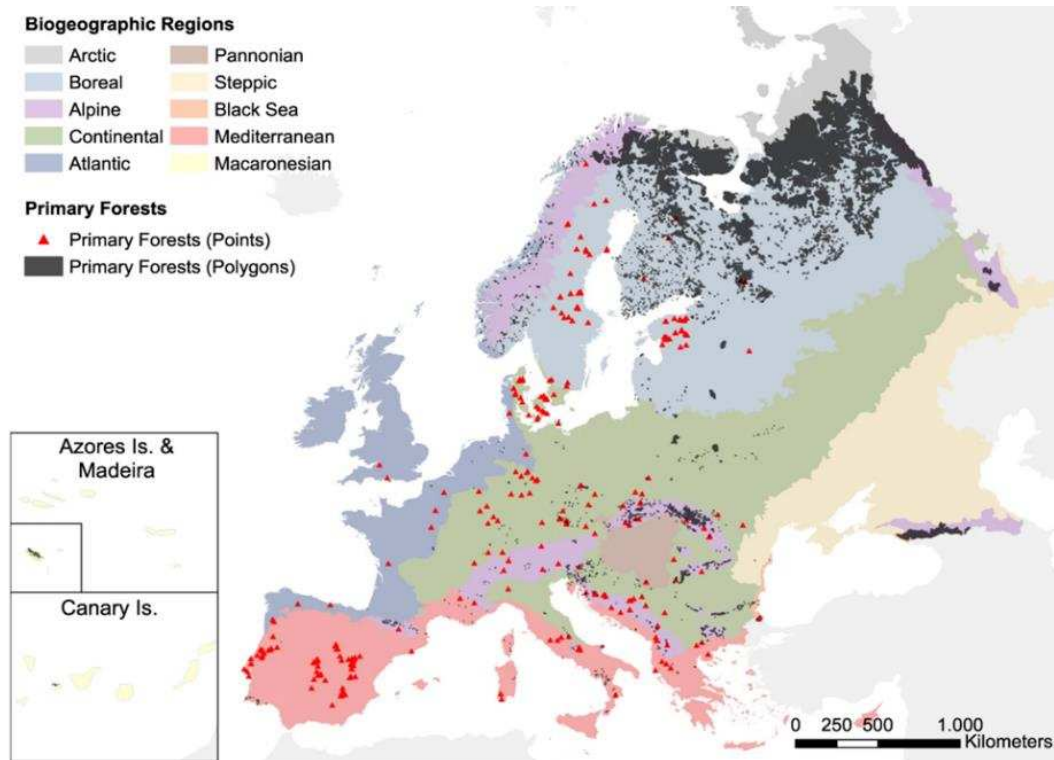 Biogeographic Regions
Arctic
Pannonian
Boreal
Steppic
Alpine
Black Sea
Continental
Mediterranean
Atlantic
Macaronesian
Primary Forests
Primary Forests (Points)
Primary Forests (Polygons)
Azores Is. &
Madeira
Canary Is.
0 250 500 1.000
Kilometers